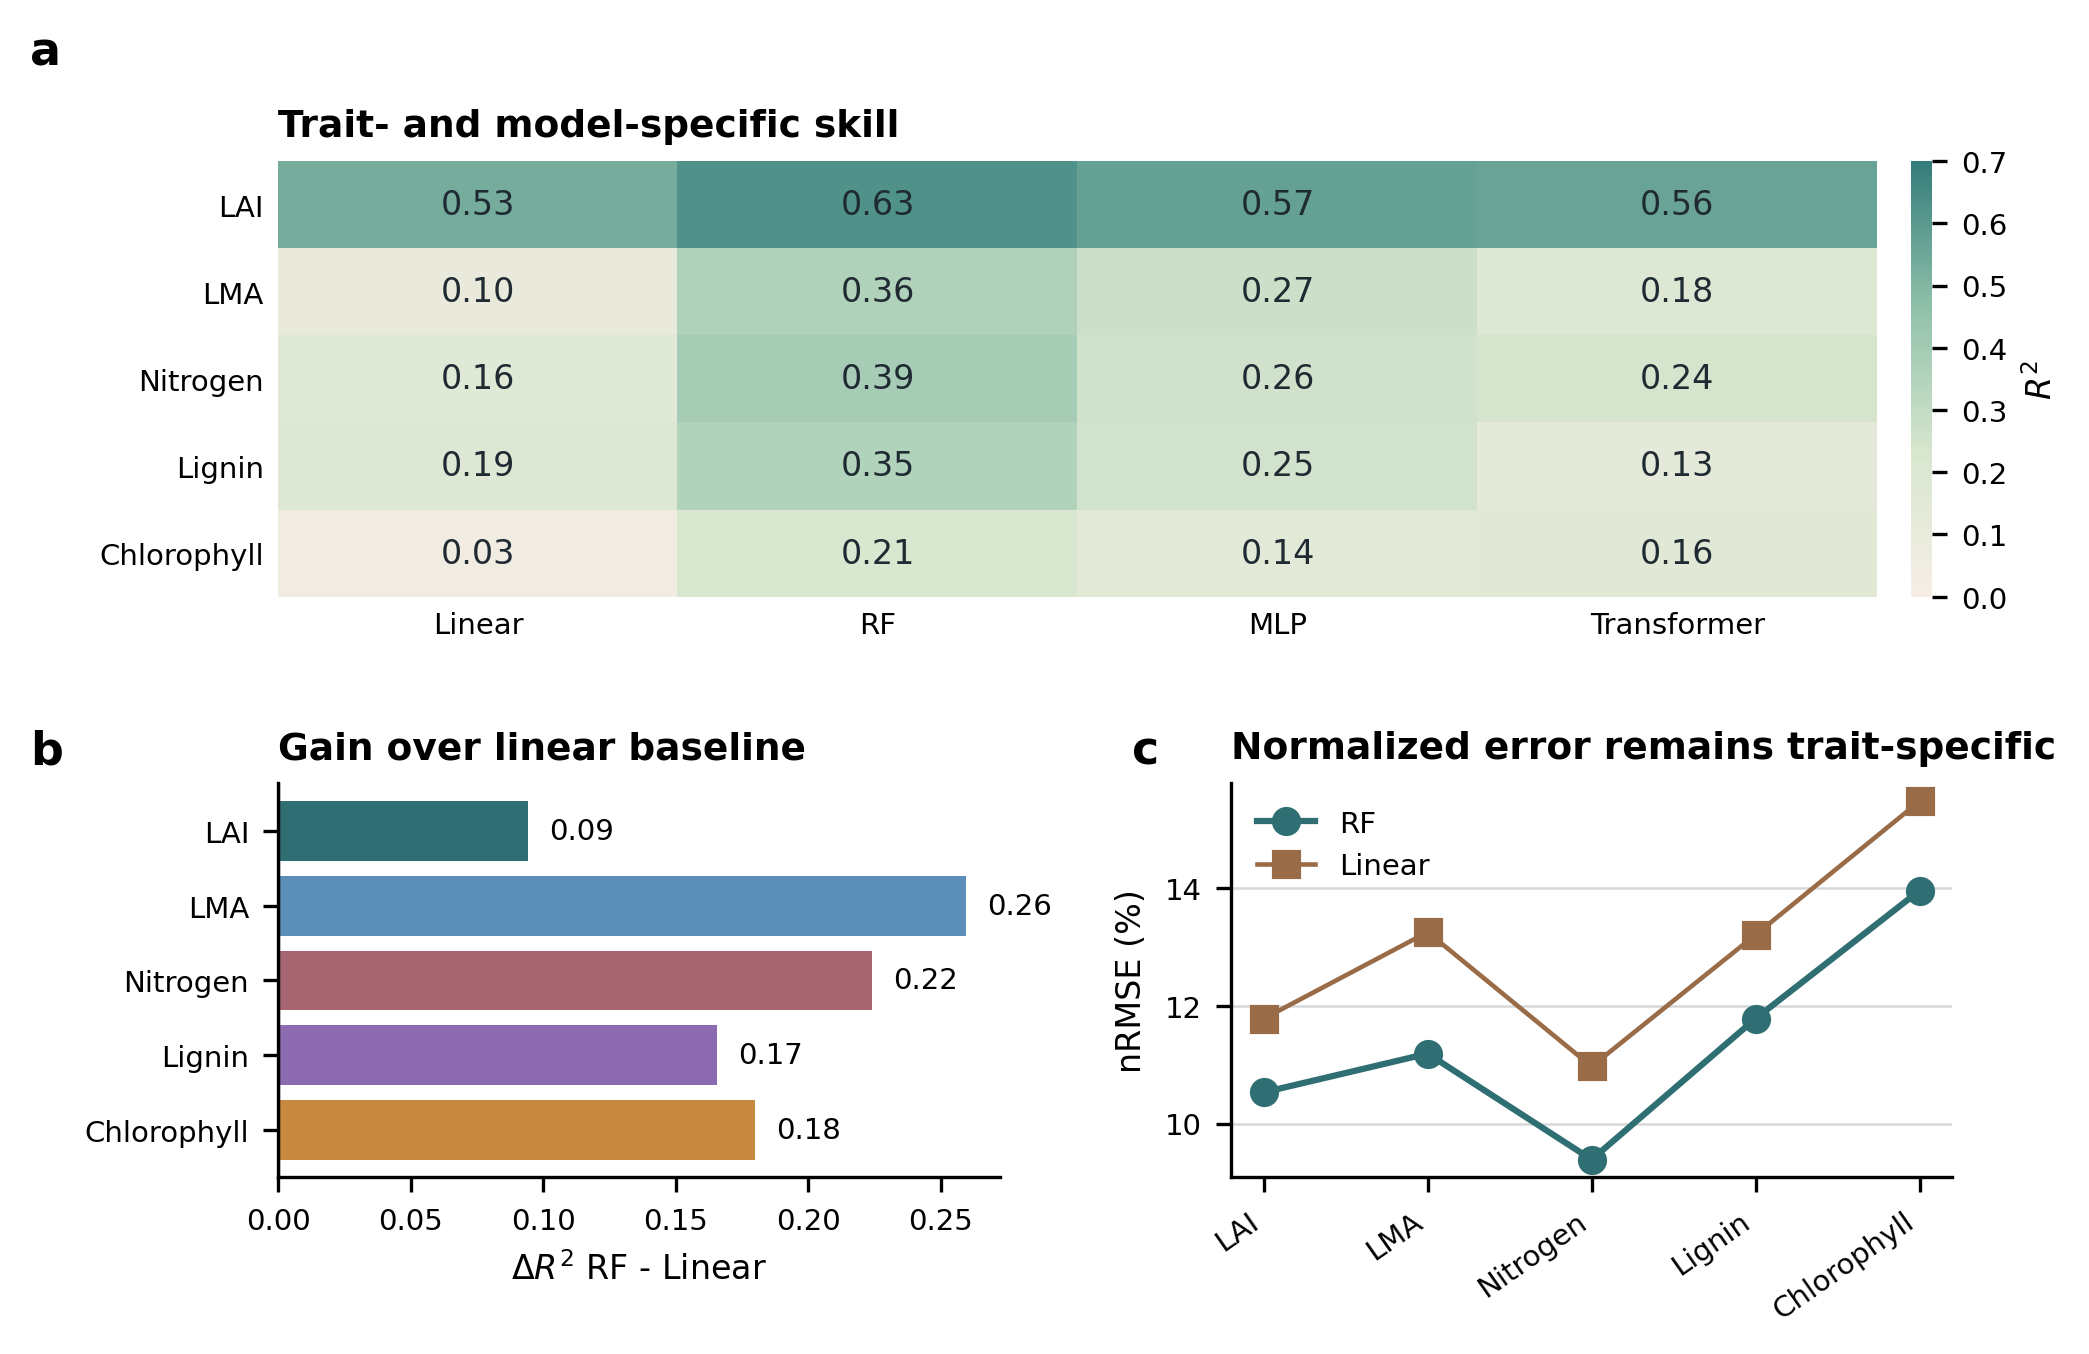 a
Trait- and model-specific skill
LAI 0.53 0.63 0.57 0.56
LMA 0.10 0.36 0.27 0.18
Nitrogen 0.16 0.39 0.26 0.24
Lignin 0.19 0.35 0.25 0.13
Chlorophyll 0.03 0.21 0.14 0.16
Linear RF MLP Transformer
0.7
0.6
0.5
0.4
0.3
0.2
0.1
0.0
R²
b
Gain over linear baseline
LAI 0.09
LMA 0.26
Nitrogen 0.22
Lignin 0.17
Chlorophyll 0.18
0.00 0.05 0.10 0.15 0.20 0.25
ΔR² RF - Linear
c
Normalized error remains trait-specific
RF
Linear
nRMSE (%)
14
12
10
LAI LMA Nitrogen Lignin Chlorophyll